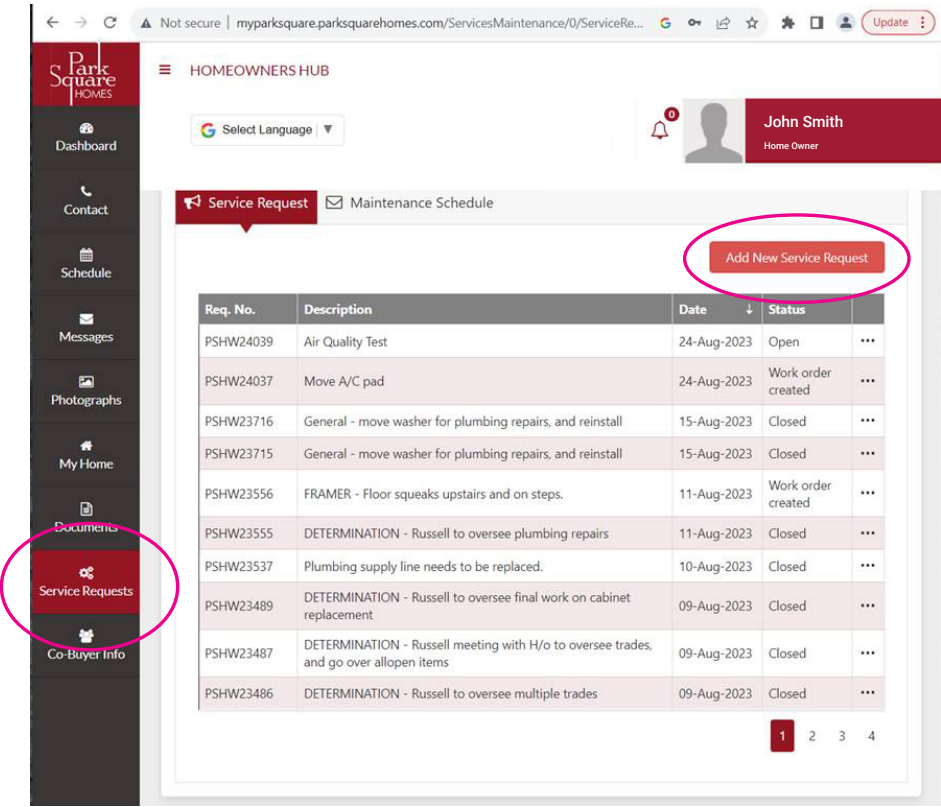 Not secure | myparksquare.parksquarehomes.com/ServicesMaintenance/0/ServiceRe...
Update
Park
Square
HOMES
HOMEOWNERS HUB
Select Language | ▼
0
John Smith
Home Owner
Dashboard
Contact
Schedule
Messages
Photographs
My Home
Documents
Service Requests
Co-Buyer Info
Service Request
Maintenance Schedule
Add New Service Request
Req. No. Description Date ↓ Status
PSHW24039 Air Quality Test 24-Aug-2023 Open ...
PSHW24037 Move A/C pad 24-Aug-2023 Work order
created ...
PSHW23716 General - move washer for plumbing repairs, and reinstall 15-Aug-2023 Closed ...
PSHW23715 General - move washer for plumbing repairs, and reinstall 15-Aug-2023 Closed ...
PSHW23556 FRAMER - Floor squeaks upstairs and on steps. 11-Aug-2023 Work order
created ...
PSHW23555 DETERMINATION - Russell to oversee plumbing repairs 11-Aug-2023 Closed ...
PSHW23537 Plumbing supply line needs to be replaced. 10-Aug-2023 Closed ...
PSHW23489 DETERMINATION - Russell to oversee final work on cabinet
replacement 09-Aug-2023 Closed ...
PSHW23487 DETERMINATION - Russell meeting with H/o to oversee trades,
and go over allopen items 09-Aug-2023 Closed ...
PSHW23486 DETERMINATION - Russell to oversee multiple trades 09-Aug-2023 Closed ...
1 2 3 4